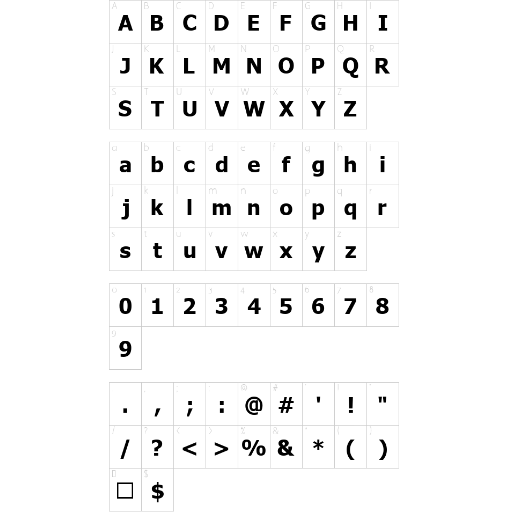 A B C D E F G H I
J K L M N O P Q R
S T U V W X Y Z
a b c d e f g h i
j k l m n o p q r
s t u v w x y z
0 1 2 3 4 5 6 7 8
9
. , ; : @ # ' ! "
/ ? < > % & * ( )
□ $